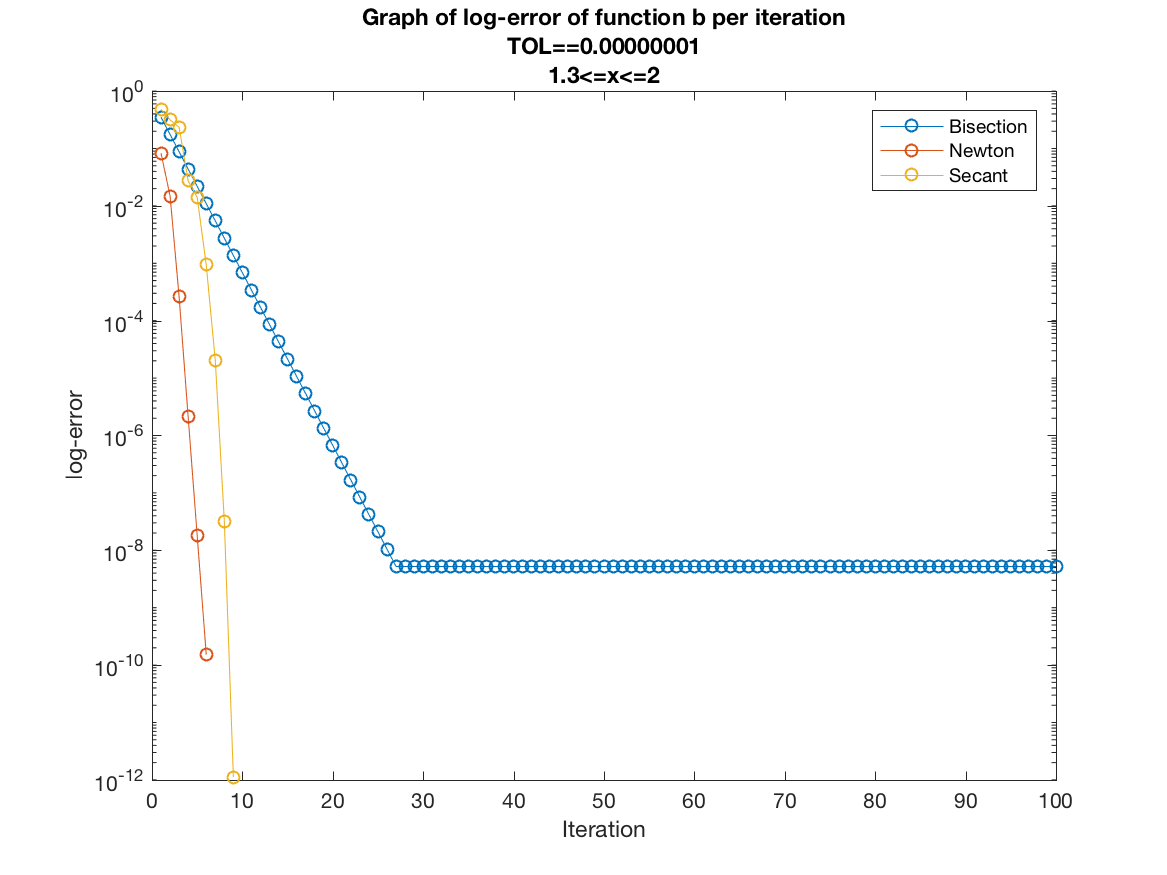 Graph of log-error of function b per iteration
TOL==0.00000001
1.3<=x<=2
10^0
10^-2
10^-4
10^-6
10^-8
10^-10
10^-12
log-error
Bisection
Newton
Secant
0 10 20 30 40 50 60 70 80 90 100
Iteration